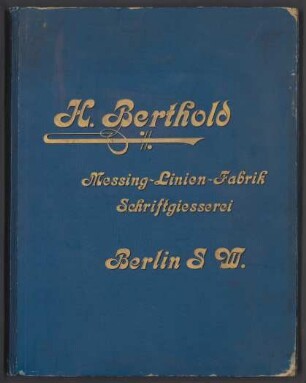 H. Berthold
Messing-Linien-Fabrik
Schriftgiesserei
Berlin S W.